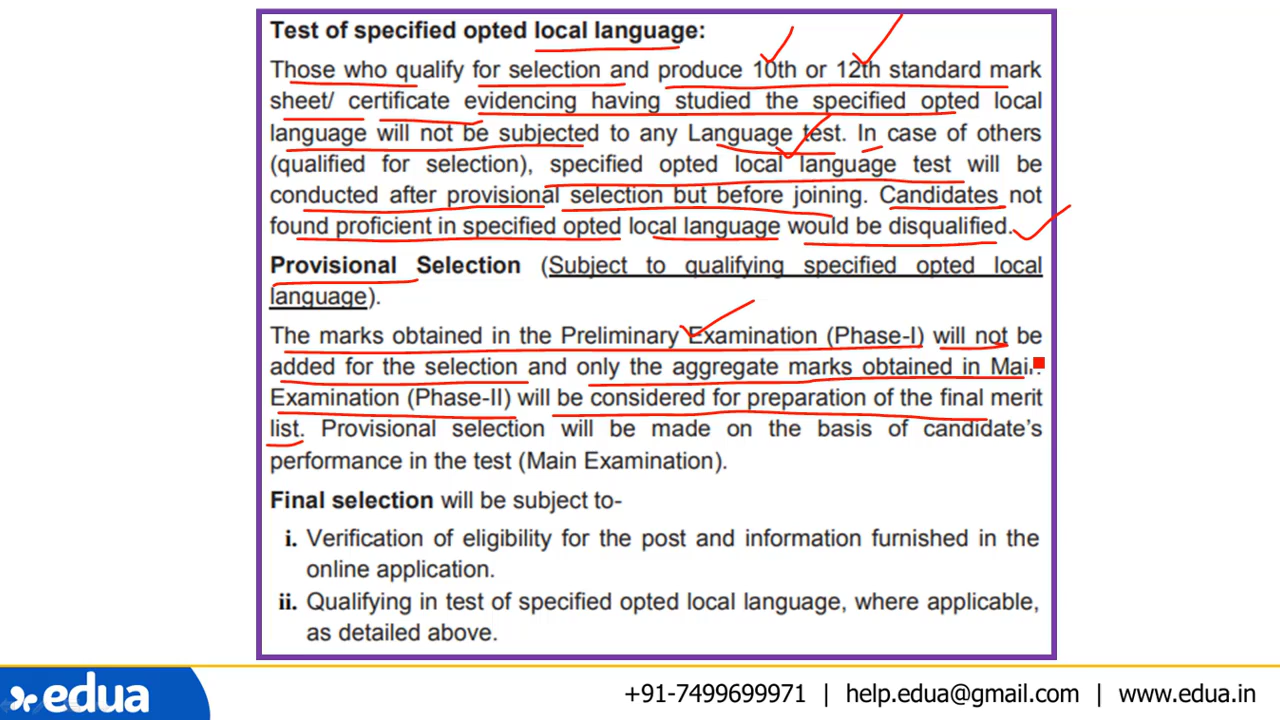 Test of specified opted local language:
Those who qualify for selection and produce 10th or 12th standard mark
sheet/ certificate evidencing having studied the specified opted local
language will not be subjected to any Language test. In case of others
(qualified for selection), specified opted local language test will be
conducted after provisional selection but before joining. Candidates not
found proficient in specified opted local language would be disqualified.
Provisional Selection (Subject to qualifying specified opted local
language).
The marks obtained in the Preliminary Examination (Phase-I) will not be
added for the selection and only the aggregate marks obtained in Main
Examination (Phase-II) will be considered for preparation of the final merit
list. Provisional selection will be made on the basis of candidate's
performance in the test (Main Examination).
Final selection will be subject to-
i. Verification of eligibility for the post and information furnished in the
online application.
ii. Qualifying in test of specified opted local language, where applicable,
as detailed above.
edua
+91-7499699971 | help.edua@gmail.com | www.edua.in